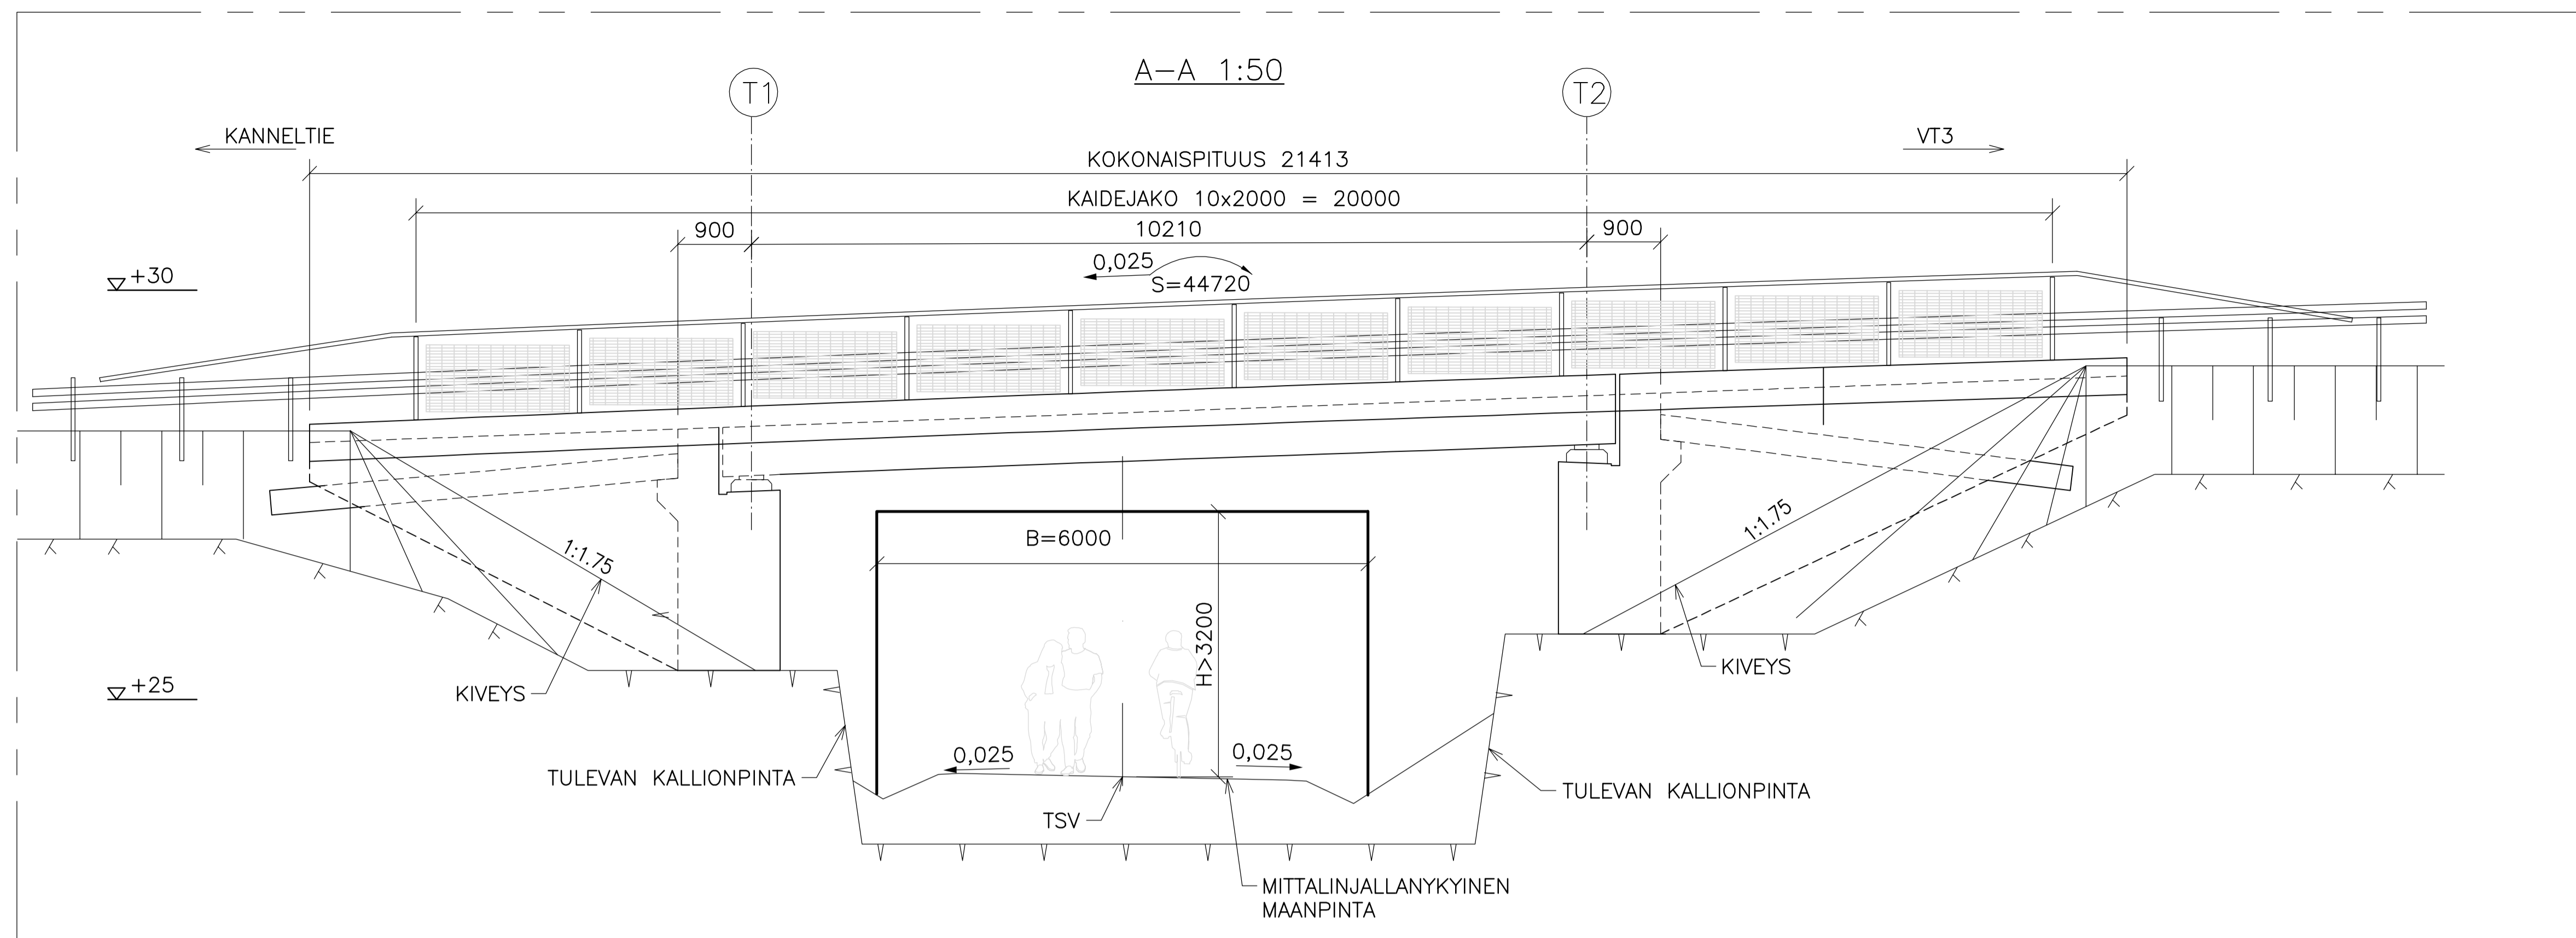 A-A 1:50
T1
T2
KANNELTIE
VT3
KOKONAISPITUUS 21413
KAIDEJAKO 10x2000 = 20000
900
10210
900
0,025
S=44720
+30
B=6000
1:1.75
1:1.75
H>3200
KIVEYS
KIVEYS
+25
0,025
0,025
TULEVAN KALLIONPINTA
TULEVAN KALLIONPINTA
TSV
MITTALINJALLANYKYINEN
MAANPINTA